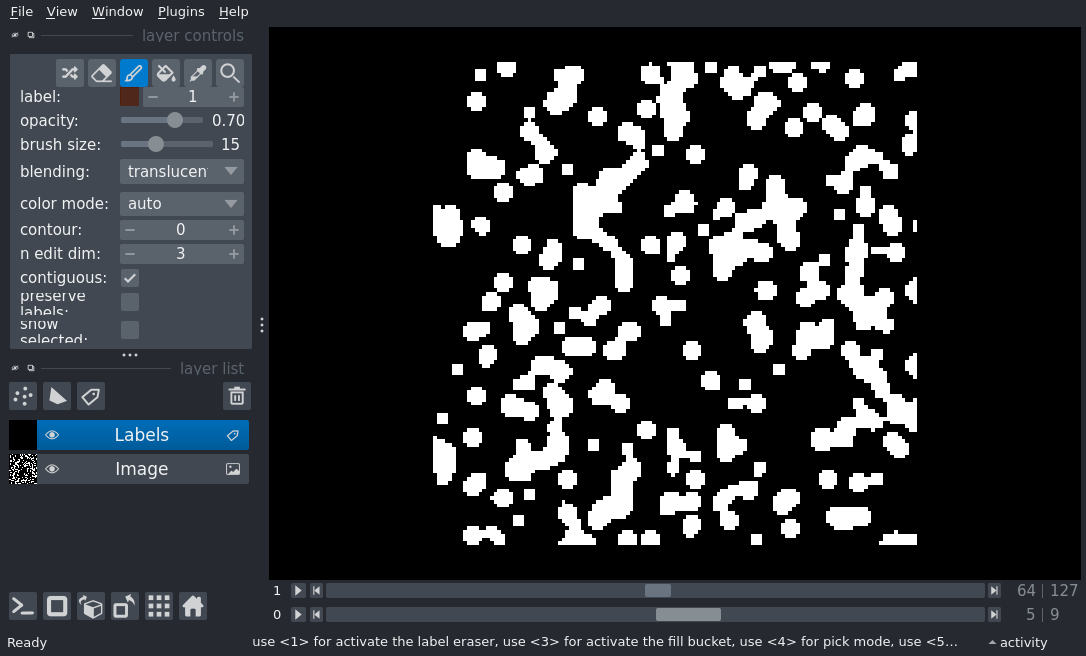 File View Window Plugins Help
layer controls
label: 1
opacity: 0.70
brush size: 15
blending: translucen
color mode: auto
contour: 0
n edit dim: 3
contiguous:
preserve
labels:
show
selected:
layer list
Labels
Image
1 64 | 127
0 5 | 9
Ready use <1> for activate the label eraser, use <3> for activate the fill bucket, use <4> for pick mode, use <5... activity